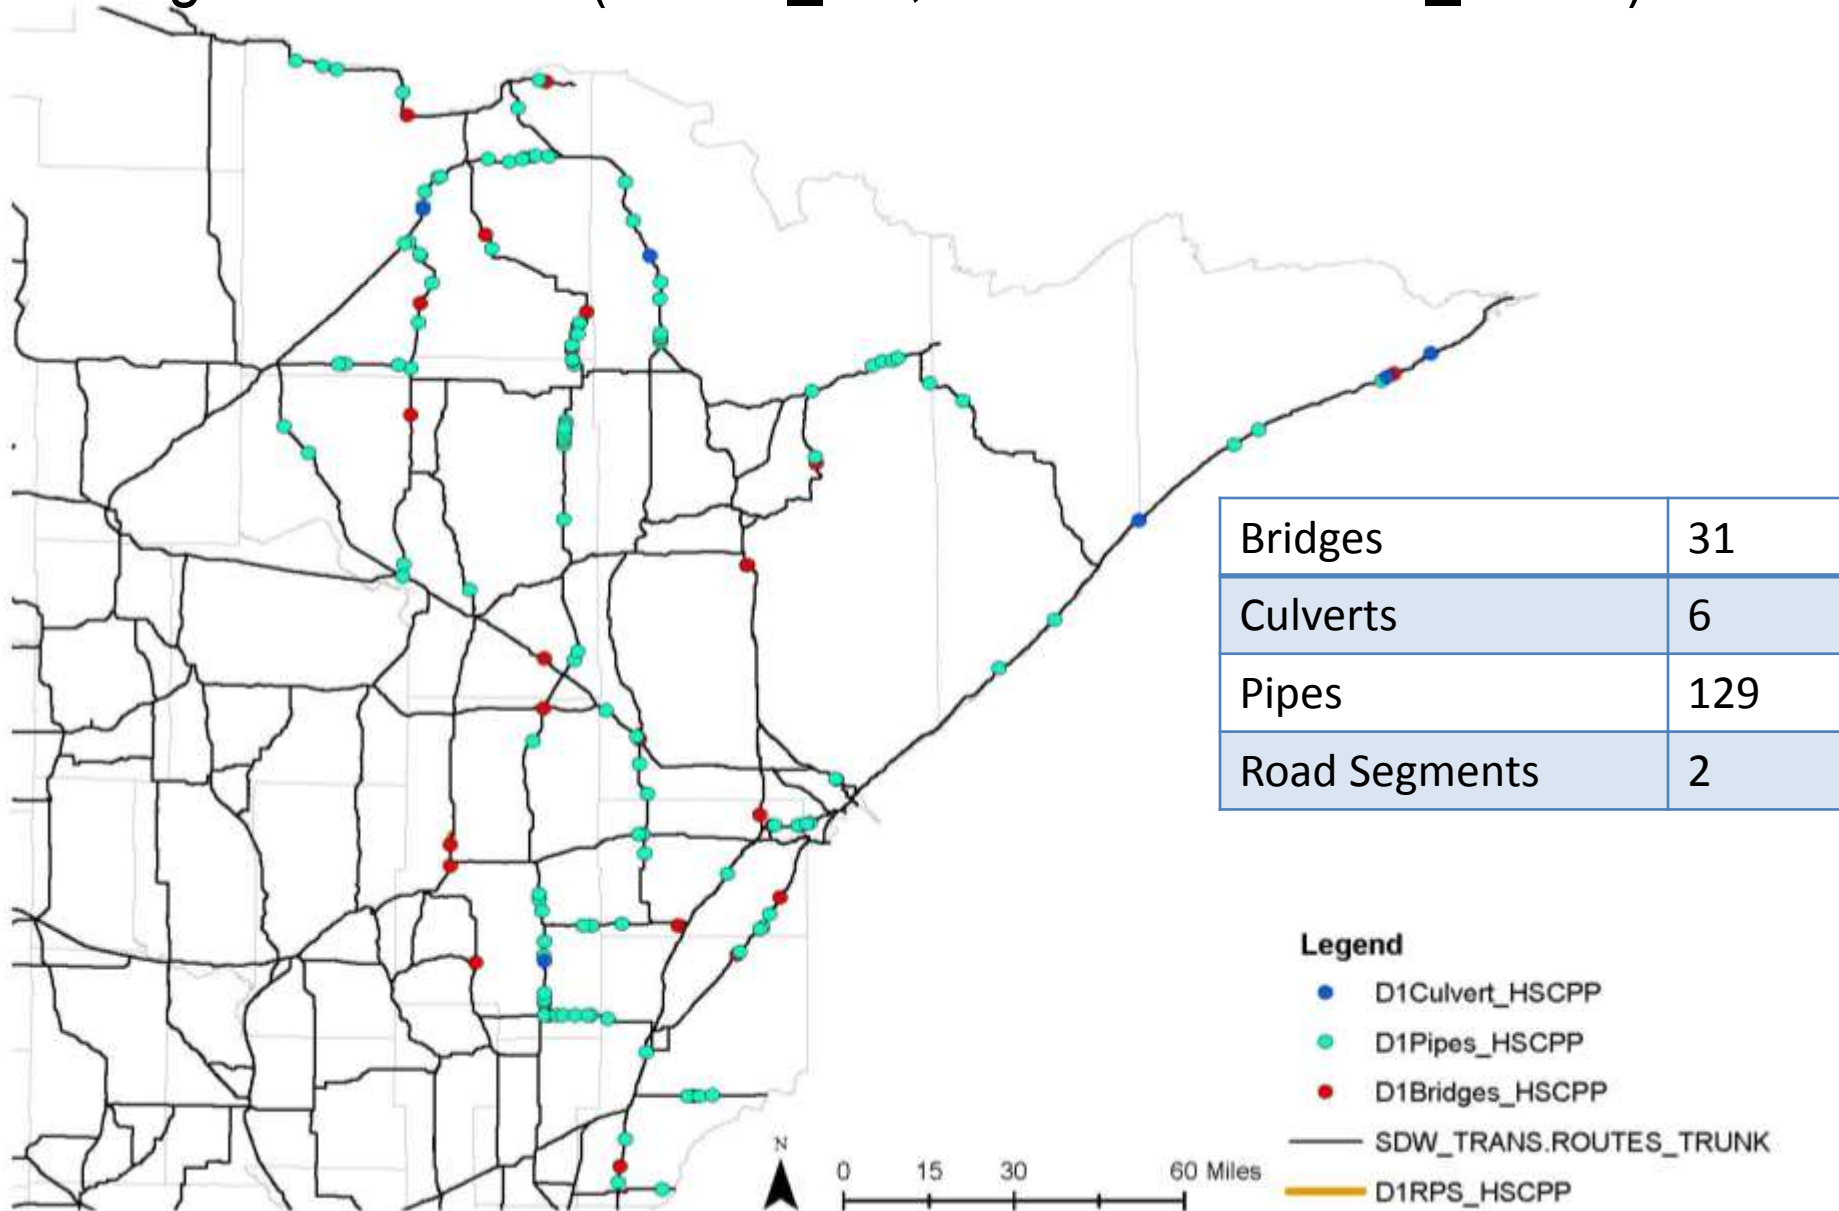 Bridges 31
Culverts 6
Pipes 129
Road Segments 2
Legend
D1Culvert_HSCPP
D1Pipes_HSCPP
D1Bridges_HSCPP
SDW_TRANS.ROUTES_TRUNK
D1RPS_HSCPP
N
0 15 30 60 Miles